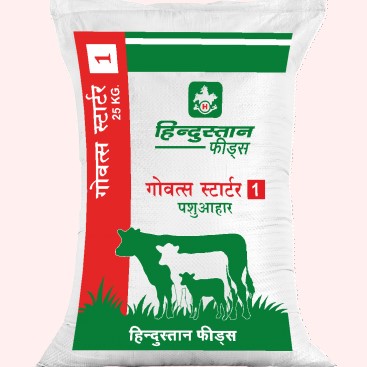 गोवत्स स्टार्टर 1
25 KG.
H
हिन्दुस्तान
फीड्स
गोवत्स स्टार्टर 1
पशुआहार
हिन्दुस्तान फीड्स